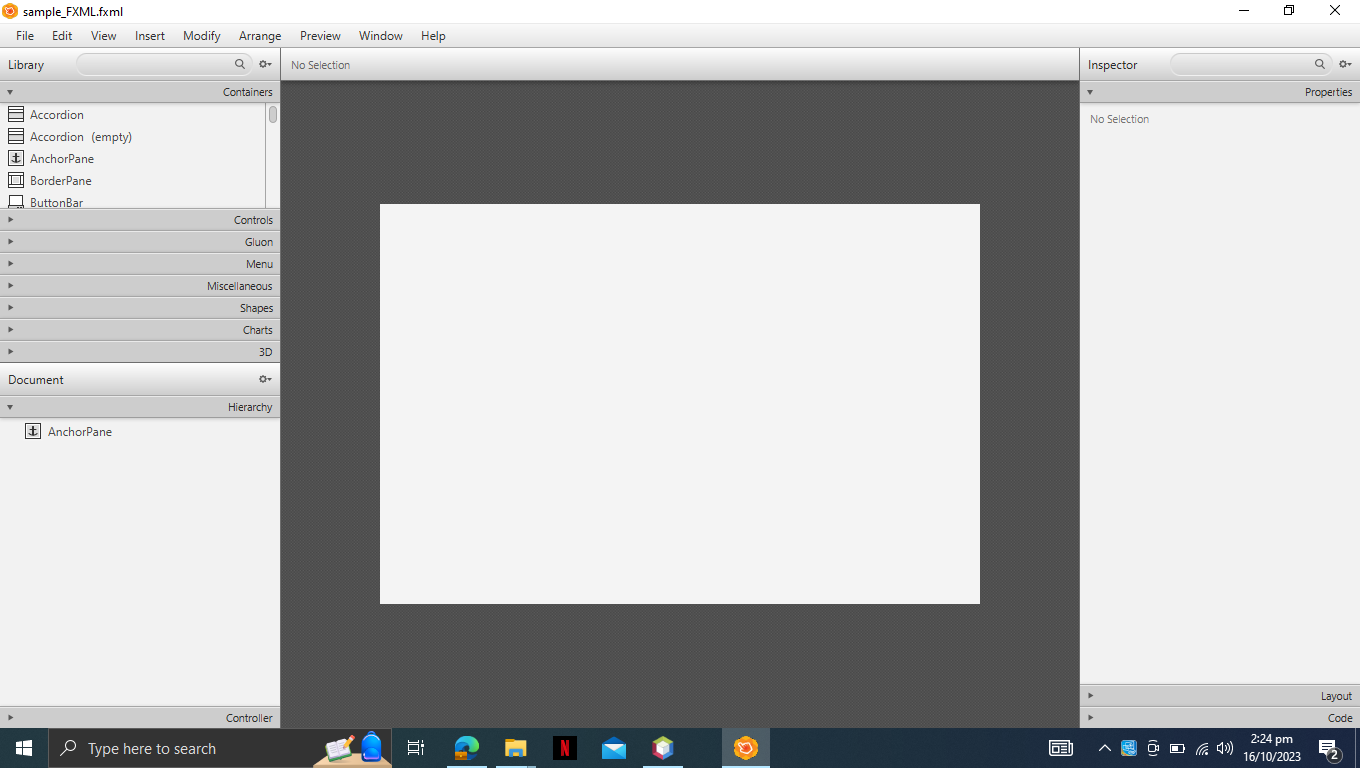 sample_FXML.fxml
File Edit View Insert Modify Arrange Preview Window Help
Library
No Selection
Inspector
Containers
Accordion
Accordion (empty)
AnchorPane
BorderPane
ButtonBar
Controls
Gluon
Menu
Miscellaneous
Shapes
Charts
3D
Document
Hierarchy
AnchorPane
Controller
Properties
No Selection
Layout
Code
Type here to search
N
2:24 pm
16/10/2023
2